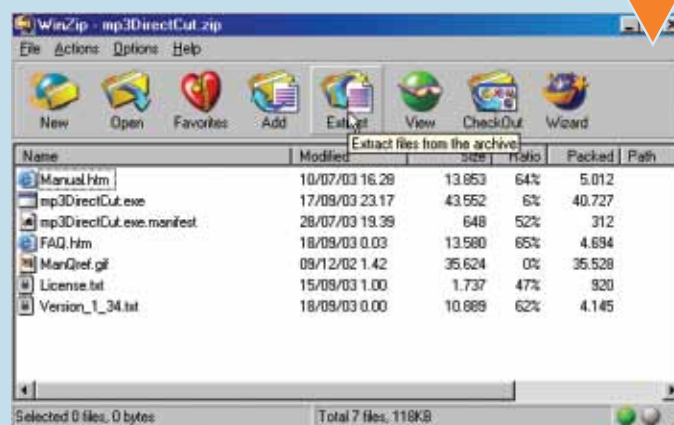 WinZip - mp3DirectCut.zip
File Actions Options Help
New Open Favorites Add Extract View CheckOut Wizard
Extract files from the archive
Name Modified Size Ratio Packed Path
Manual.htm 10/07/03 16.28 13.853 64% 5.012
mp3DirectCut.exe 17/09/03 23.17 43.552 6% 40.727
mp3DirectCut.exe.manifest 28/07/03 19.39 648 52% 312
FAQ.htm 18/09/03 0.03 13.580 65% 4.694
ManQref.gif 09/12/02 1.42 35.624 0% 35.528
License.txt 15/09/03 1.00 1.737 47% 920
Version_1_34.txt 18/09/03 0.00 10.889 62% 4.145
Selected 0 files, 0 bytes Total 7 files, 118KB